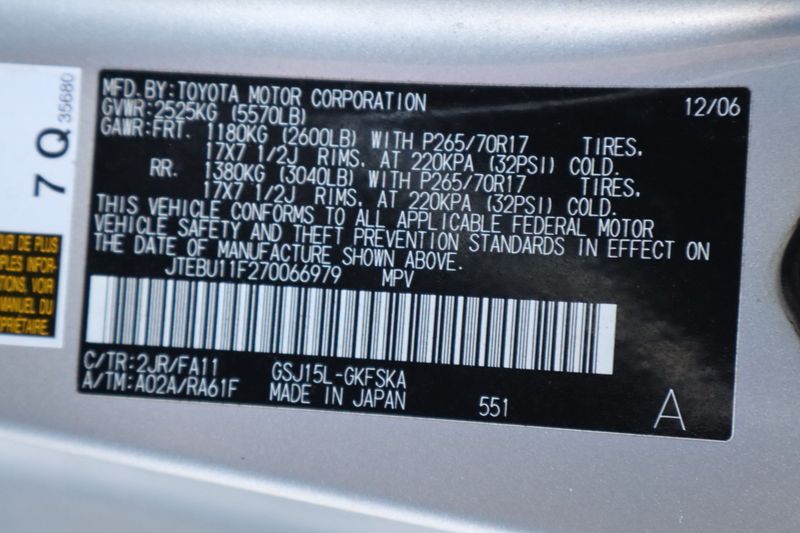 7 Q
35680
UR DE PLUS
PLES INFOR-
TIONS, VOIR
MANUEL DU
PRIÉTAIRE.
MFD. BY: TOYOTA MOTOR CORPORATION 12/06
GVWR: 2525KG (5570LB)
GAWR: FRT. 1180KG (2600LB) WITH P265/70R17 TIRES,
17X7 1/2J RIMS, AT 220KPA (32PSI) COLD.
RR. 1380KG (3040LB) WITH P265/70R17 TIRES,
17X7 1/2J RIMS, AT 220KPA (32PSI) COLD.
THIS VEHICLE CONFORMS TO ALL APPLICABLE FEDERAL MOTOR
VEHICLE SAFETY AND THEFT PREVENTION STANDARDS IN EFFECT ON
THE DATE OF MANUFACTURE SHOWN ABOVE.
JTEBU11F270066979 MPV
C/TR: 2JR/FA11 GSJ15L-GKFSKA
A/TM: A02A/RA61F MADE IN JAPAN 551 A